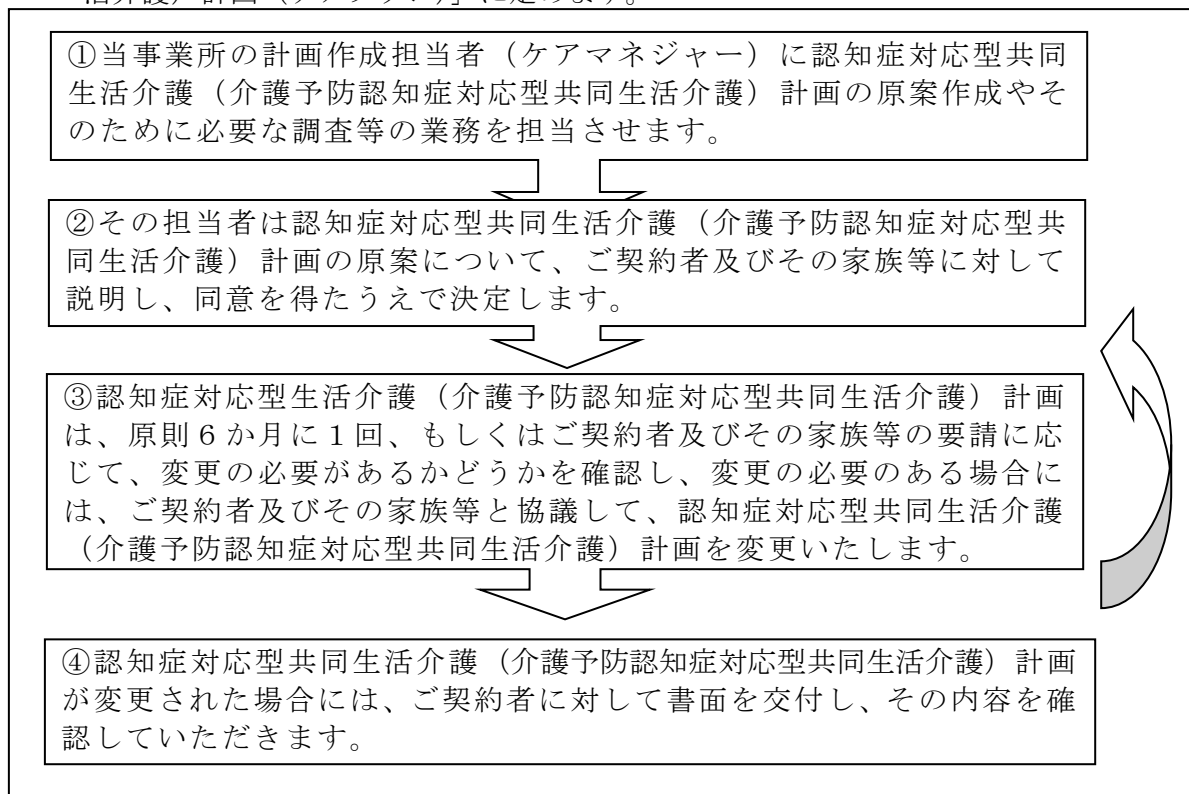 活介護）計画（ケアプラン）」に定めます。
①当事業所の計画作成担当者（ケアマネジャー）に認知症対応型共同
生活介護（介護予防認知症対応型共同生活介護）計画の原案作成やそ
のために必要な調査等の業務を担当させます。
②その担当者は認知症対応型共同生活介護（介護予防認知症対応型共
同生活介護）計画の原案について、ご契約者及びその家族等に対して
説明し、同意を得たうえで決定します。
③認知症対応型生活介護（介護予防認知症対応型共同生活介護）計画
は、原則６か月に１回、もしくはご契約者及びその家族等の要請に応
じて、変更の必要があるかどうかを確認し、変更の必要のある場合に
は、ご契約者及びその家族等と協議して、認知症対応型共同生活介護
（介護予防認知症対応型共同生活介護）計画を変更いたします。
④認知症対応型共同生活介護（介護予防認知症対応型共同生活介護）計画
が変更された場合には、ご契約者に対して書面を交付し、その内容を確
認していただきます。